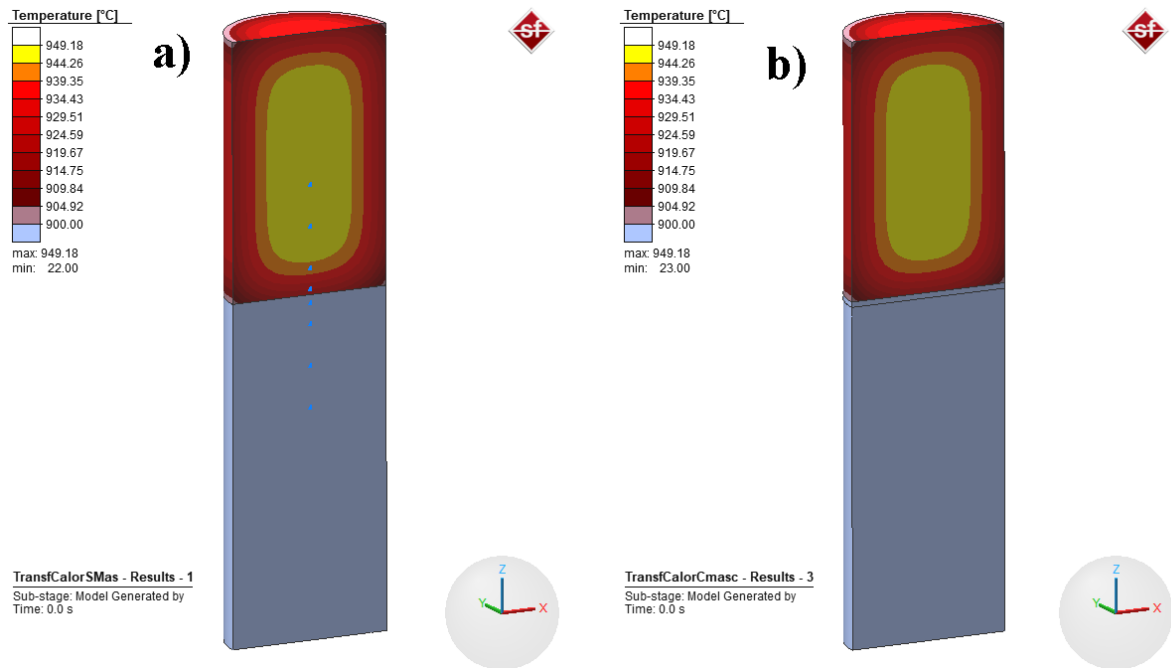 Temperature [°C]
949.18
944.26
939.35
934.43
929.51
924.59
919.67
914.75
909.84
904.92
900.00
max: 949.18
min: 22.00
a)
sf
TransfCalorSMas - Results - 1
Sub-stage: Model Generated by
Time: 0.0 s
Z
Y
X
Temperature [°C]
949.18
944.26
939.35
934.43
929.51
924.59
919.67
914.75
909.84
904.92
900.00
max: 949.18
min: 23.00
b)
sf
TransfCalorCmasc - Results - 3
Sub-stage: Model Generated by
Time: 0.0 s
Z
Y
X